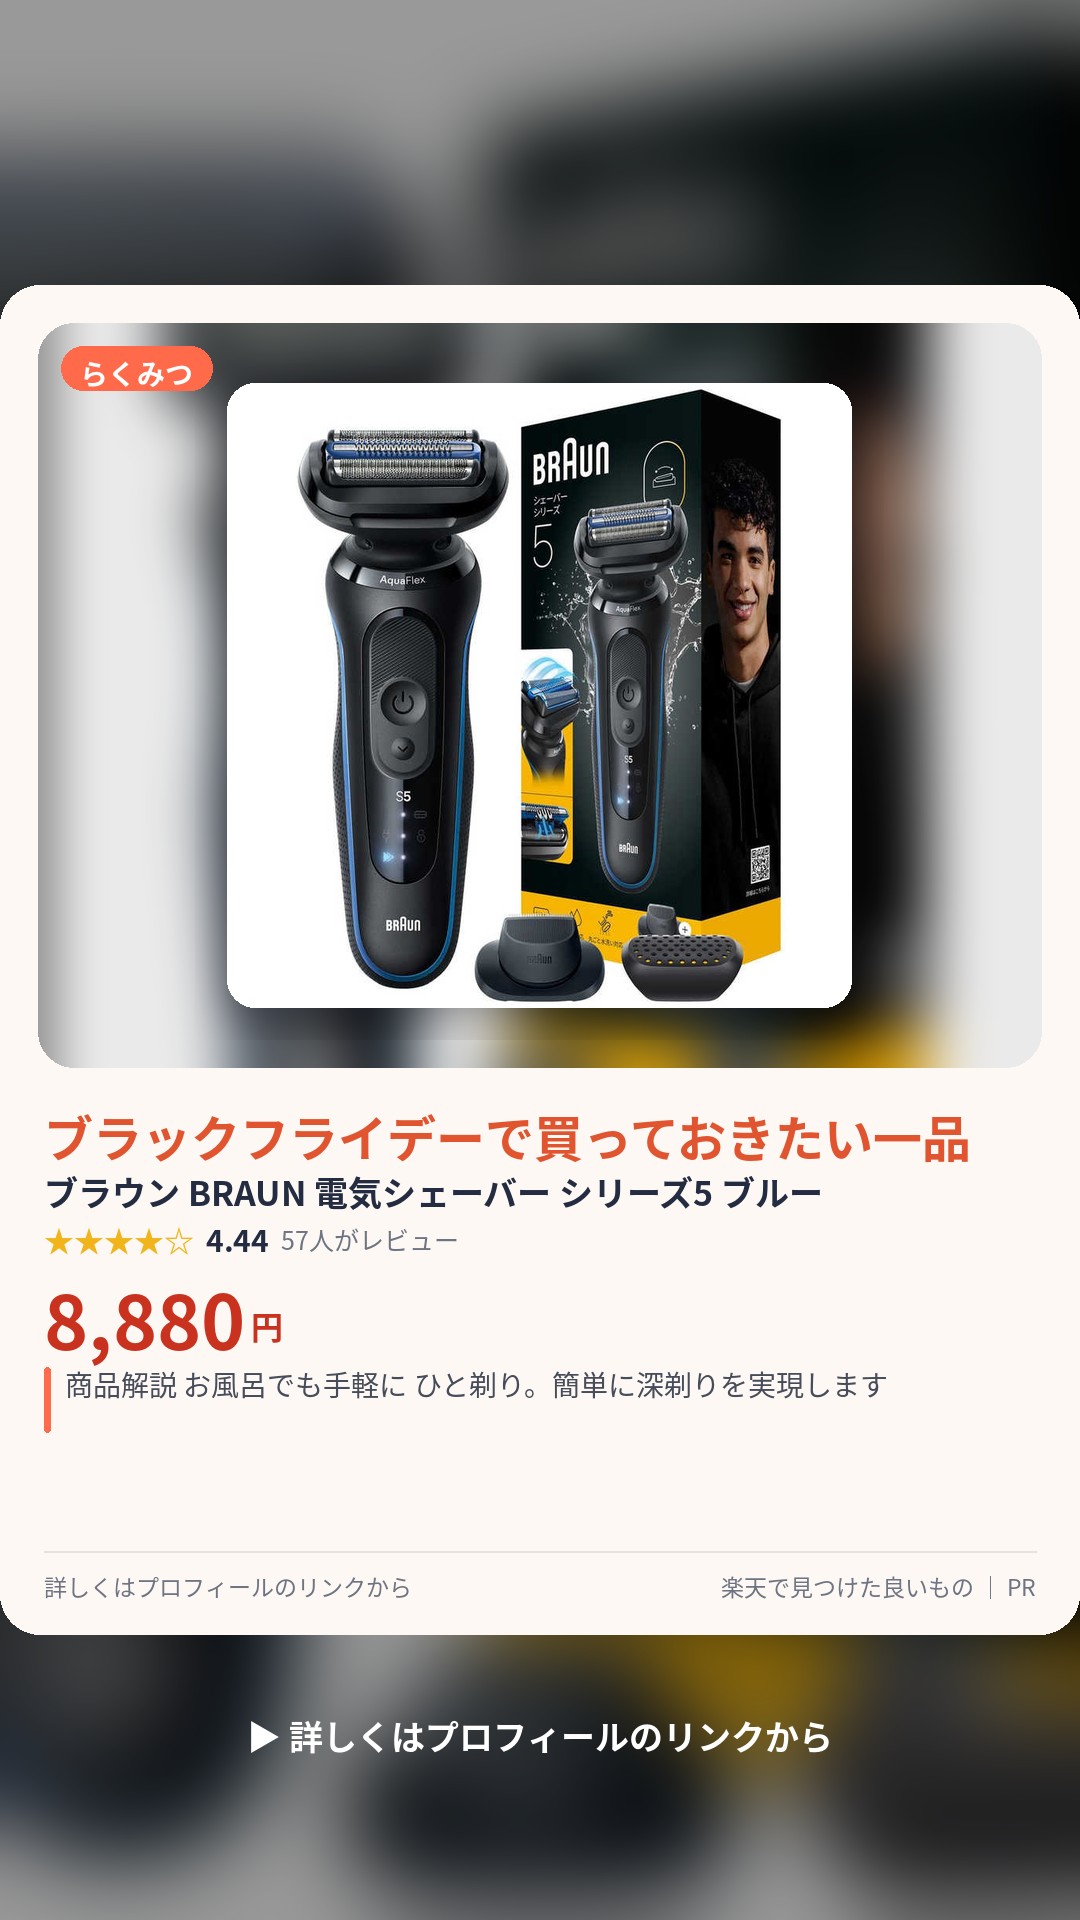 らくみつ
BRAUN
シェーバー
シリーズ
5
AquaFlex
AquaFlex
S5
S5
BRAUN
BRAUN
ブラックフライデーで買っておきたい一品
ブラウン BRAUN 電気シェーバー シリーズ5 ブルー
★★★★☆ 4.44 57人がレビュー
8,880円
商品解説 お風呂でも手軽に ひと剃り。簡単に深剃りを実現します
詳しくはプロフィールのリンクから
楽天で見つけた良いもの | PR
▶ 詳しくはプロフィールのリンクから